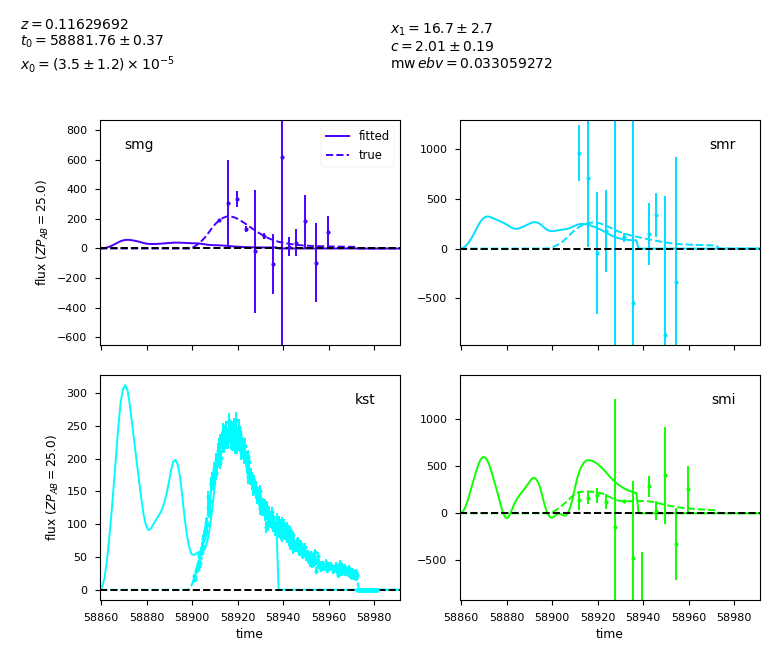 z = 0.11629692
t₀ = 58881.76 ± 0.37
x₀ = (3.5 ± 1.2) × 10⁻⁵
x₁ = 16.7 ± 2.7
c = 2.01 ± 0.19
mwebv = 0.033059272
smg
fitted
true
800
600
400
200
0
−200
−400
−600
flux (ZP_AB = 25.0)
smr
1000
500
0
−500
kst
300
250
200
150
100
50
0
flux (ZP_AB = 25.0)
58860 58880 58900 58920 58940 58960 58980
time
smi
1000
500
0
−500
58860 58880 58900 58920 58940 58960 58980
time